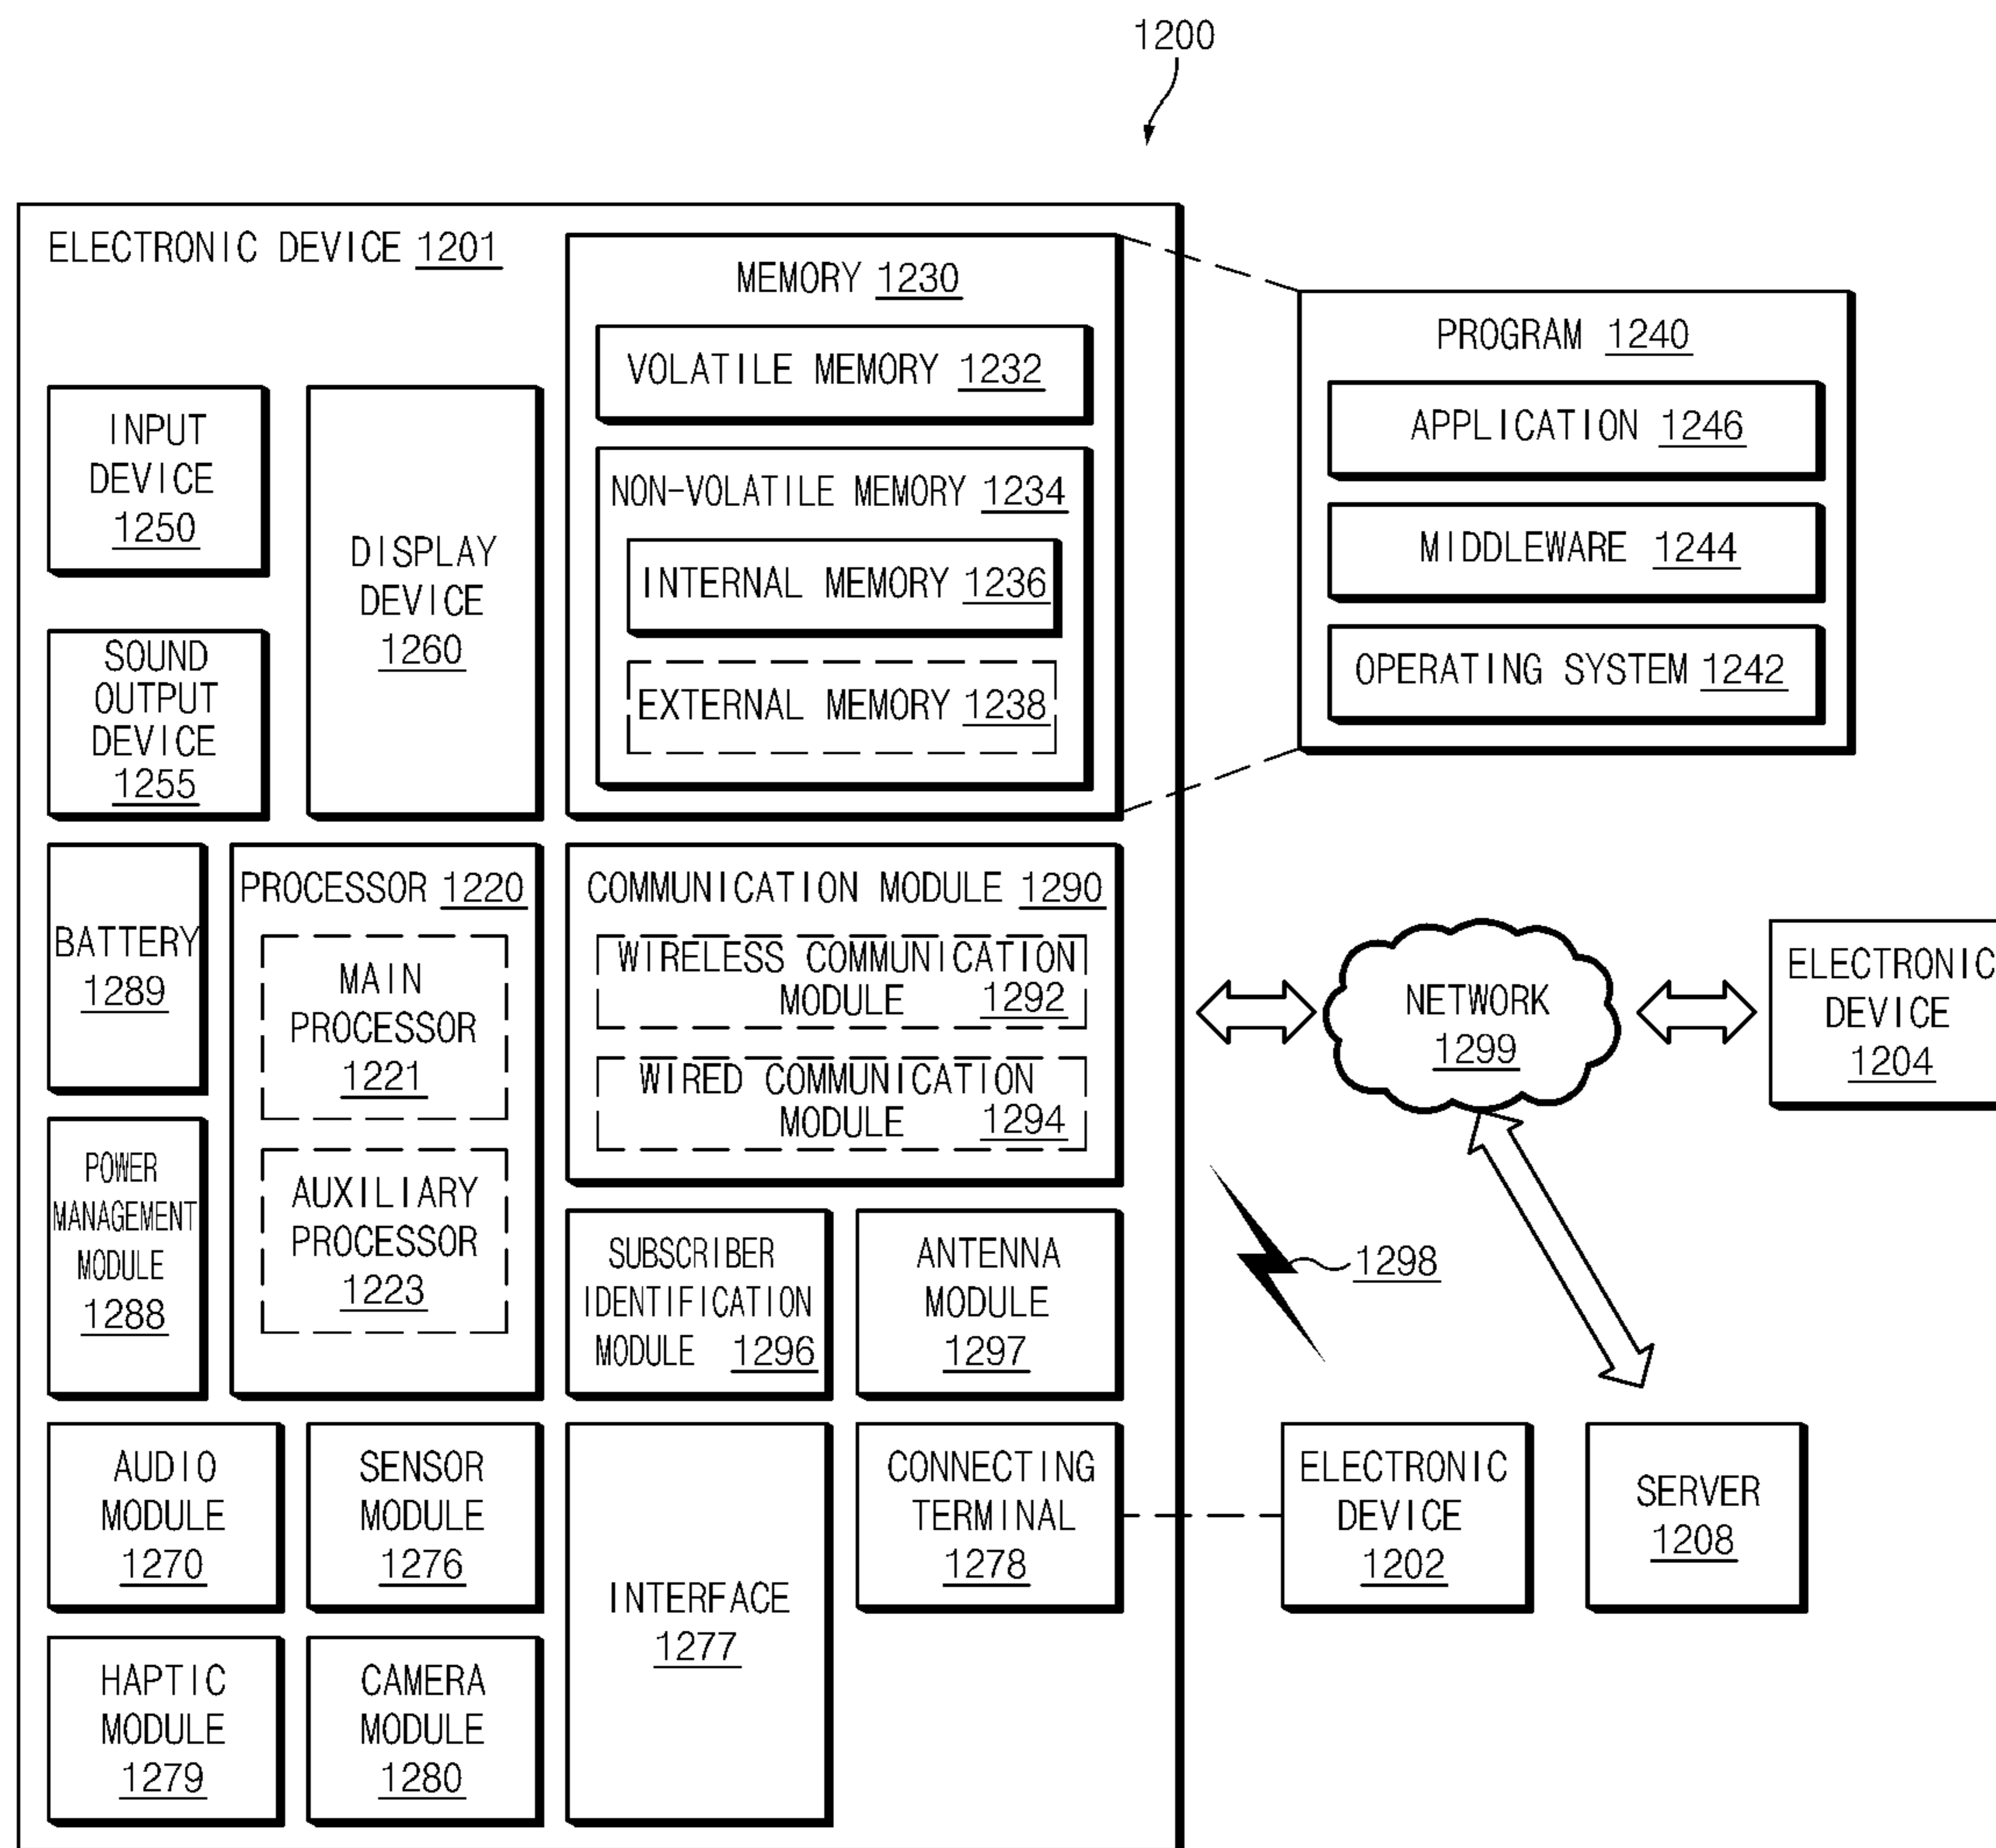 1200
ELECTRONIC DEVICE 1201
MEMORY 1230
VOLATILE MEMORY 1232
NON-VOLATILE MEMORY 1234
INTERNAL MEMORY 1236
EXTERNAL MEMORY 1238
PROGRAM 1240
APPLICATION 1246
MIDDLEWARE 1244
OPERATING SYSTEM 1242
INPUT
DEVICE
1250
DISPLAY
DEVICE
1260
SOUND
OUTPUT
DEVICE
1255
BATTERY
1289
PROCESSOR 1220
MAIN
PROCESSOR
1221
AUXILIARY
PROCESSOR
1223
COMMUNICATION MODULE 1290
WIRELESS COMMUNICATION
MODULE 1292
WIRED COMMUNICATION
MODULE 1294
NETWORK
1299
ELECTRONIC
DEVICE
1204
POWER
MANAGEMENT
MODULE
1288
SUBSCRIBER
IDENTIFICATION
MODULE 1296
ANTENNA
MODULE
1297
1298
AUDIO
MODULE
1270
SENSOR
MODULE
1276
INTERFACE
1277
CONNECTING
TERMINAL
1278
ELECTRONIC
DEVICE
1202
SERVER
1208
HAPTIC
MODULE
1279
CAMERA
MODULE
1280